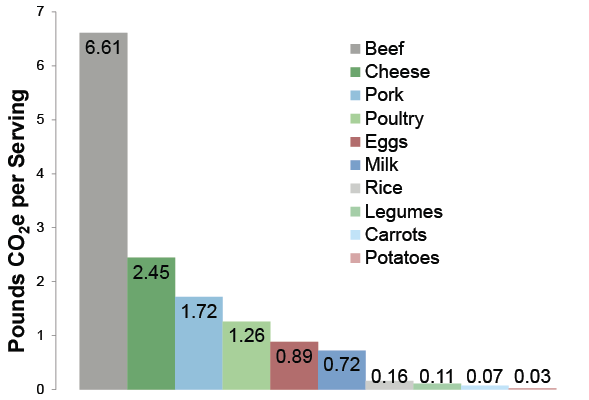 Pounds CO₂e per Serving
7
6
5
4
3
2
1
0
6.61
2.45
1.72
1.26
0.89
0.72
0.16
0.11
0.07
0.03
Beef
Cheese
Pork
Poultry
Eggs
Milk
Rice
Legumes
Carrots
Potatoes